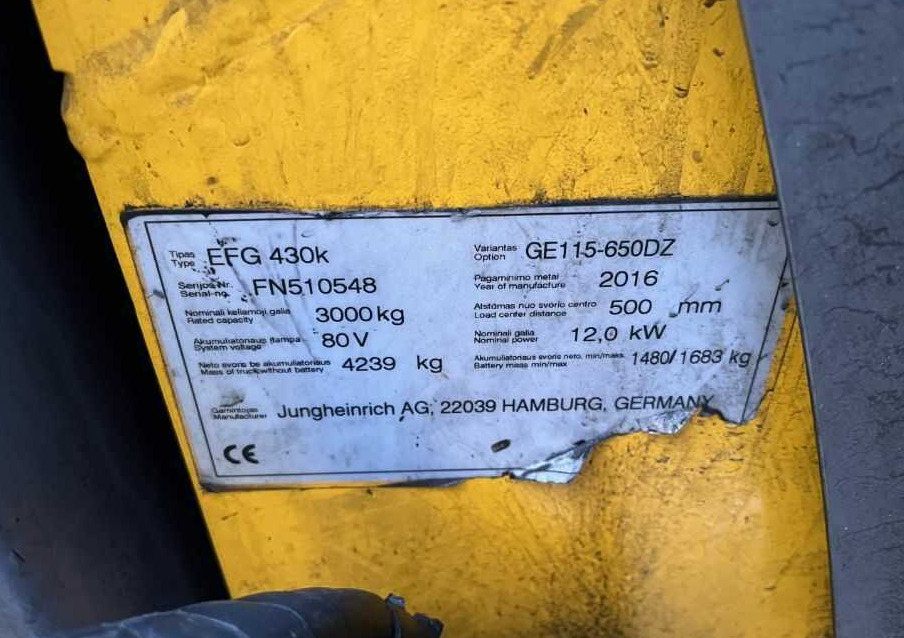 Tipas
Type EFG 430k
Variantas
Option GE115-650DZ
Serijos Nr.
Serial-no. FN510548
Pagaminimo metai
Year of manufacture 2016
Nominali keliamoji galia
Rated capacity 3000 kg
Atstumas nuo svorio centro
Load center distance 500 mm
Akumuliatoriaus įtampa
System voltage 80 V
Nominali galia
Nominal power 12,0 kW
Neto svoris be akumuliatoriaus
Mass of truck without battery 4239 kg
Akumuliatoriaus svoris neto, min/maks
Battery mass min/max 1480/1683 kg
Gamintojas
Manufacturer Jungheinrich AG, 22039 HAMBURG, GERMANY
CE